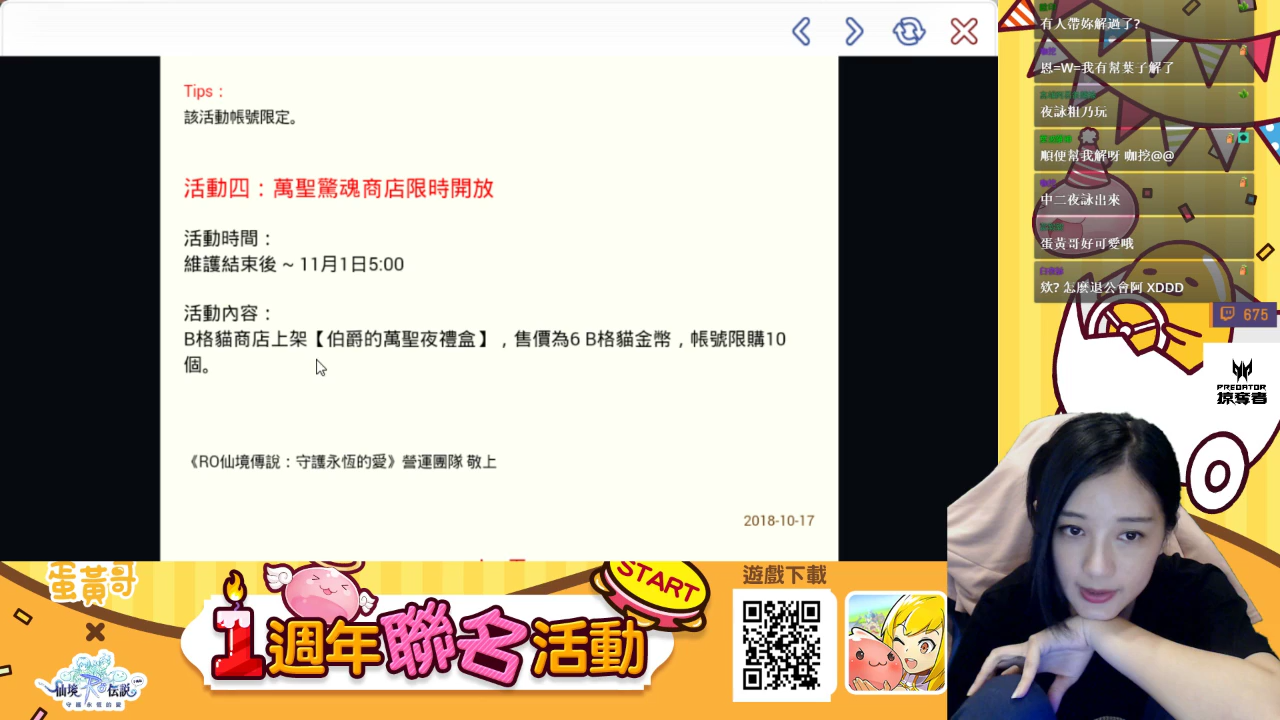 Tips：
該活動帳號限定。
活動四：萬聖驚魂商店限時開放
活動時間：
維護結束後 ~ 11月1日5:00
活動內容：
B格貓商店上架【伯爵的萬聖夜禮盒】，售價為6 B格貓金幣，帳號限購10
個。
《RO仙境傳說：守護永恆的愛》營運團隊 敬上
2018-10-17
有人帶妳解過了?
恩=W=我有幫葉子解了
夜詠粗乃玩
順便幫我解呀 咖挖@@
中二夜詠出來
蛋黃哥好可愛哦
欸? 怎麼退公會阿 XDDD
675
PREDATOR
掠奪者
蛋黃哥
仙境伝説
守護永恆的愛
1週年聯名活動
START
遊戲下載